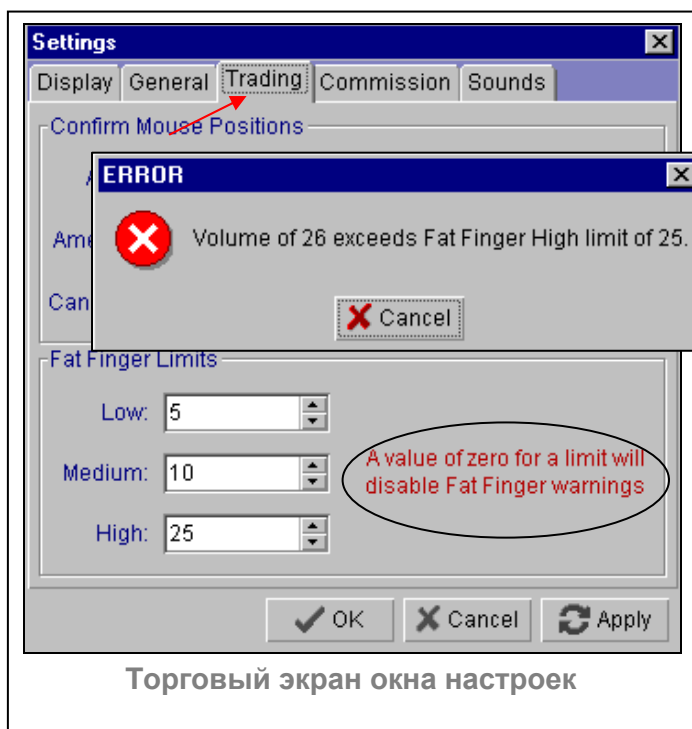 Settings
Display General Trading Commission Sounds
Confirm Mouse Positions
ERROR
Volume of 26 exceeds Fat Finger High limit of 25.
Ame
Can
Cancel
Fat Finger Limits
Low: 5
Medium: 10
High: 25
A value of zero for a limit will
disable Fat Finger warnings
OK Cancel Apply
Торговый экран окна настроек